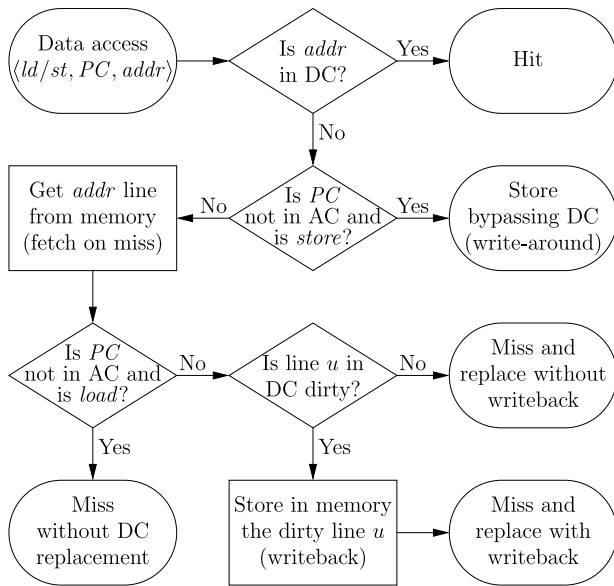 Data access
⟨ld/st, PC, addr⟩
Is addr
in DC?
Yes
Hit
No
Get addr line
from memory
(fetch on miss)
No
Is PC
not in AC and
is store?
Yes
Store
bypassing DC
(write-around)
Is PC
not in AC and
is load?
No
Is line u in
DC dirty?
No
Miss and
replace without
writeback
Yes
Yes
Miss
without DC
replacement
Store in memory
the dirty line u
(writeback)
Miss and
replace with
writeback